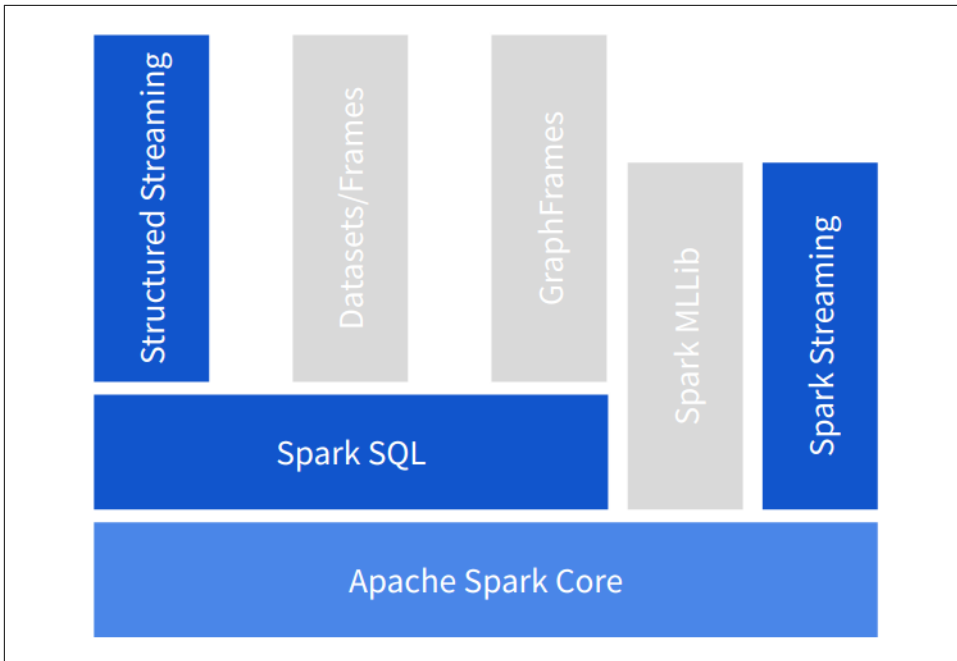 Structured Streaming
Datasets/Frames
GraphFrames
Spark MLLib
Spark Streaming
Spark SQL
Apache Spark Core